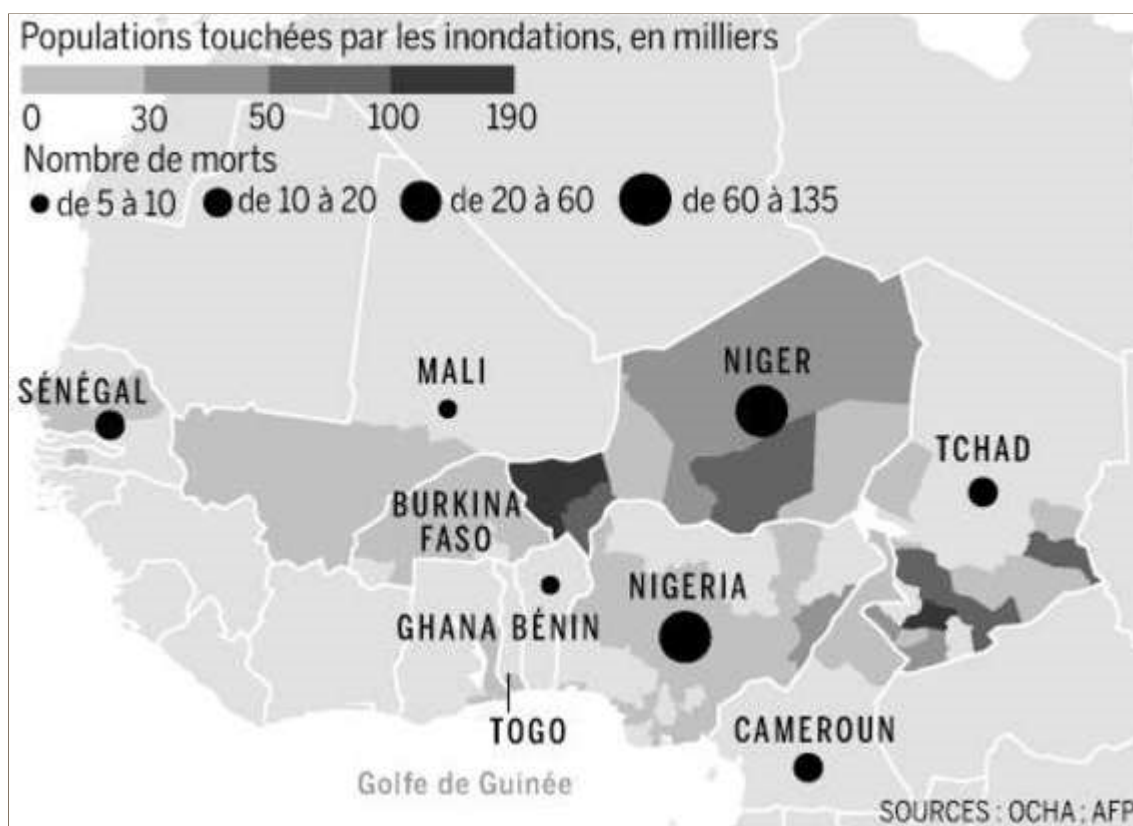 Populations touchées par les inondations, en milliers
0 30 50 100 190
Nombre de morts
de 5 à 10 de 10 à 20 de 20 à 60 de 60 à 135
NIGER
MALI
SÉNÉGAL
TCHAD
BURKINA
FASO
NIGERIA
GHANA BÉNIN
TOGO
CAMEROUN
Golfe de Guinée
SOURCES : OCHA ; AFP